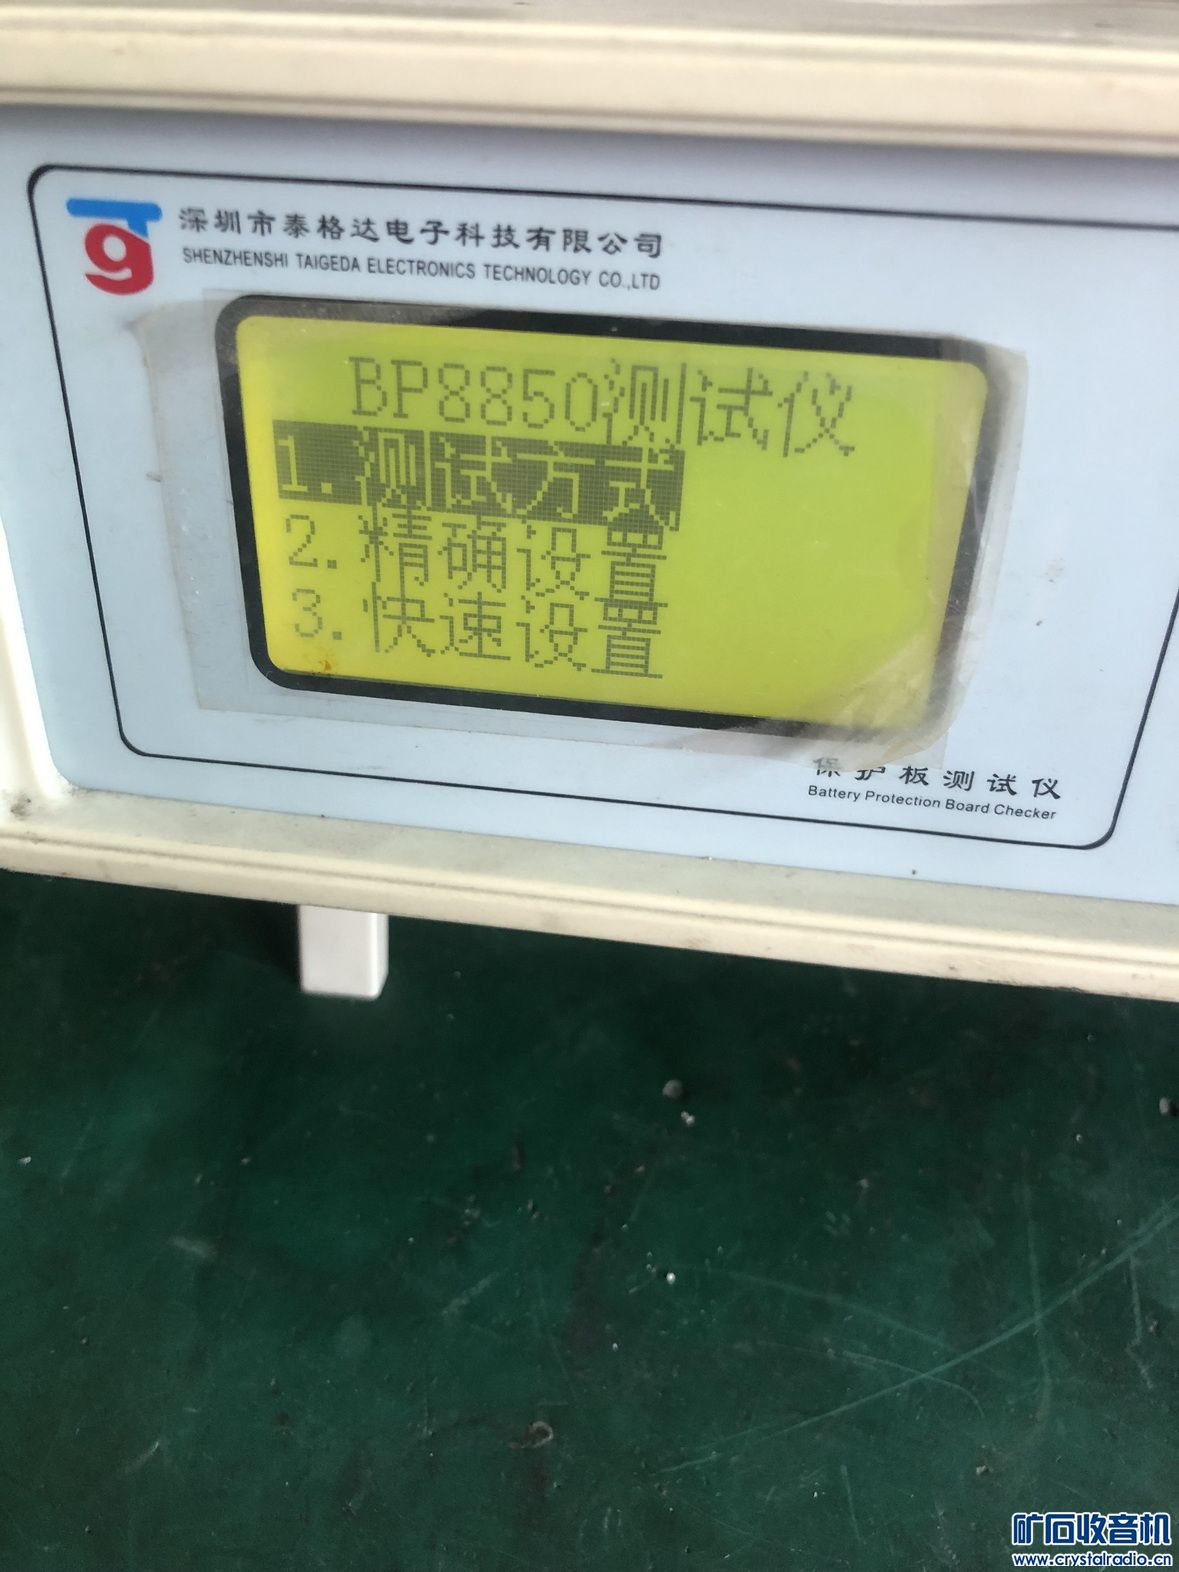 深圳市泰格达电子科技有限公司
SHENZHENSHI TAIGEDA ELECTRONICS TECHNOLOGY CO.,LTD
BP8850测试仪
1.测试方式
2.精确设置
3.快速设置
保护板测试仪
Battery Protection Board Checker
矿石收音机
www.crystalradio.cn